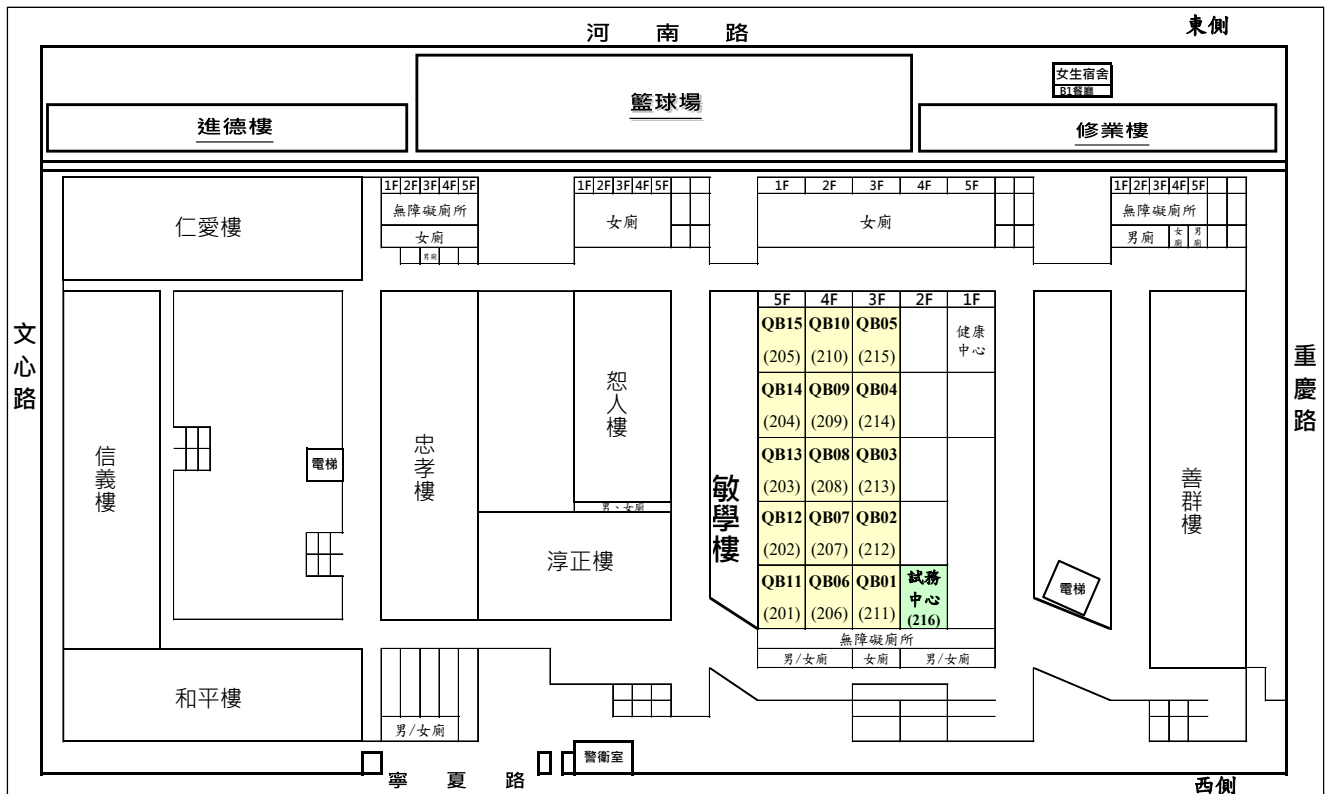 河 南 路
東側
女生宿舍
B1餐廳
籃球場
進德樓
修業樓
1F 2F 3F 4F 5F
1F 2F 3F 4F 5F
1F 2F 3F 4F 5F
1F 2F 3F 4F 5F
仁愛樓
無障礙廁所
女廁
男廁
女廁
女廁
無障礙廁所
男廁 女廁 男廁
文心路
重慶路
信義樓
電梯
忠孝樓
恕人樓
男、女廁
淳正樓
敏學樓
5F 4F 3F 2F 1F
QB15 QB10 QB05
(205) (210) (215)
健康
中心
QB14 QB09 QB04
(204) (209) (214)
QB13 QB08 QB03
(203) (208) (213)
QB12 QB07 QB02
(202) (207) (212)
QB11 QB06 QB01
(201) (206) (211)
試務
中心
(216)
無障礙廁所
男/女廁 女廁 男/女廁
電梯
善群樓
和平樓
男/女廁
警衛室
寧 夏 路
西側